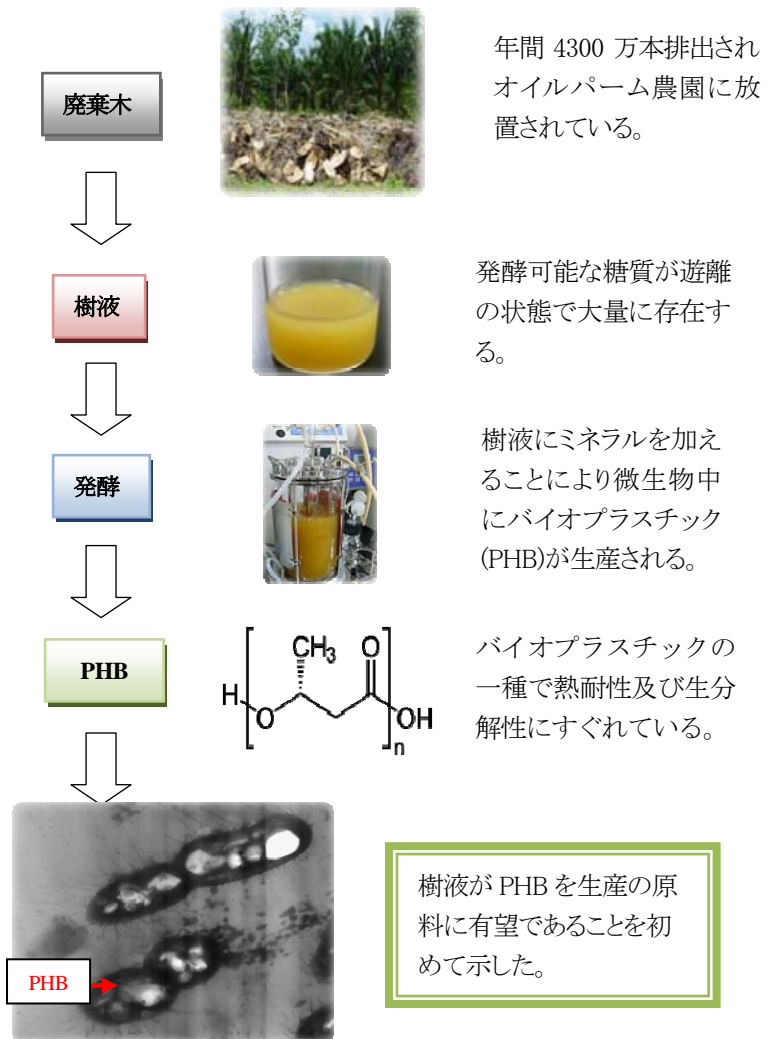 廃棄木
年間 4300 万本排出され
オイルパーム農園に放
置されている。
樹液
発酵可能な糖質が遊離
の状態で大量に存在す
る。
発酵
樹液にミネラルを加え
ることにより微生物中
にバイオプラスチック
(PHB)が生産される。
PHB
CH3
O
H
O
OH
n
バイオプラスチックの
一種で熱耐性及び生分
解性にすぐれている。
PHB
樹液が PHB を生産の原
料に有望であることを初
めて示した。